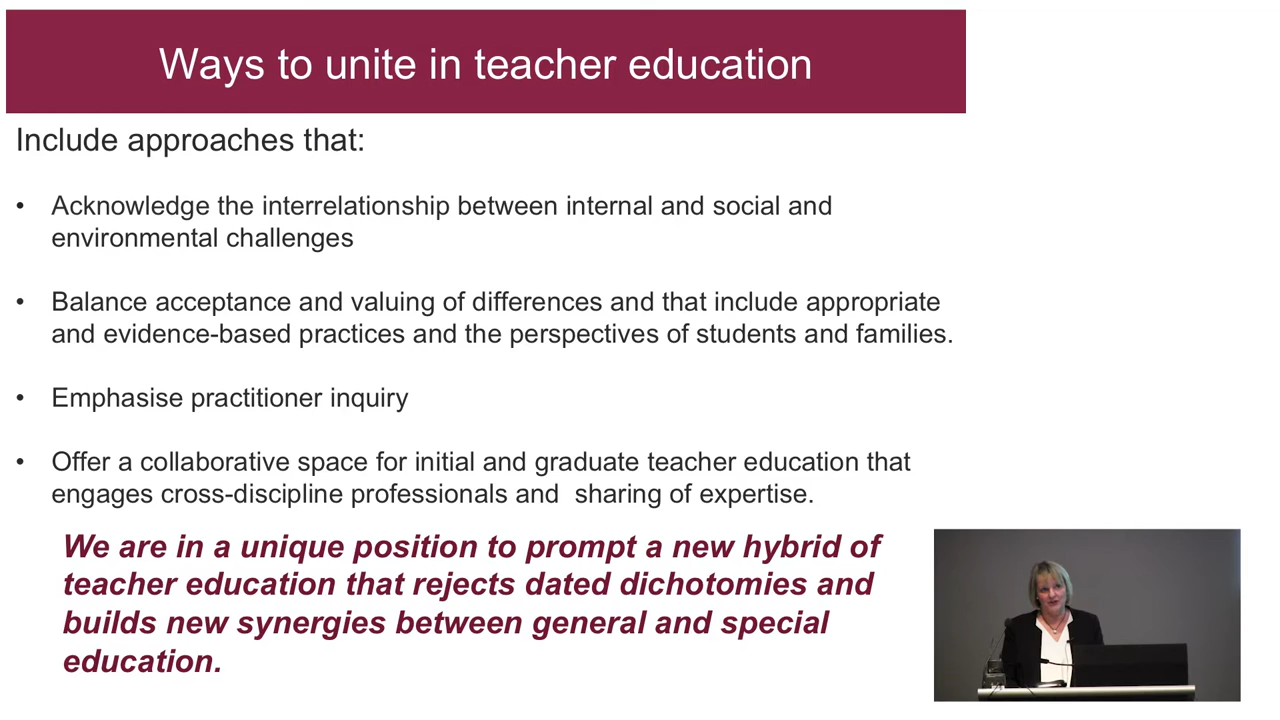 Ways to unite in teacher education
Include approaches that:
• Acknowledge the interrelationship between internal and social and
environmental challenges
• Balance acceptance and valuing of differences and that include appropriate
and evidence-based practices and the perspectives of students and families.
• Emphasise practitioner inquiry
• Offer a collaborative space for initial and graduate teacher education that
engages cross-discipline professionals and  sharing of expertise.
We are in a unique position to prompt a new hybrid of
teacher education that rejects dated dichotomies and
builds new synergies between general and special
education.